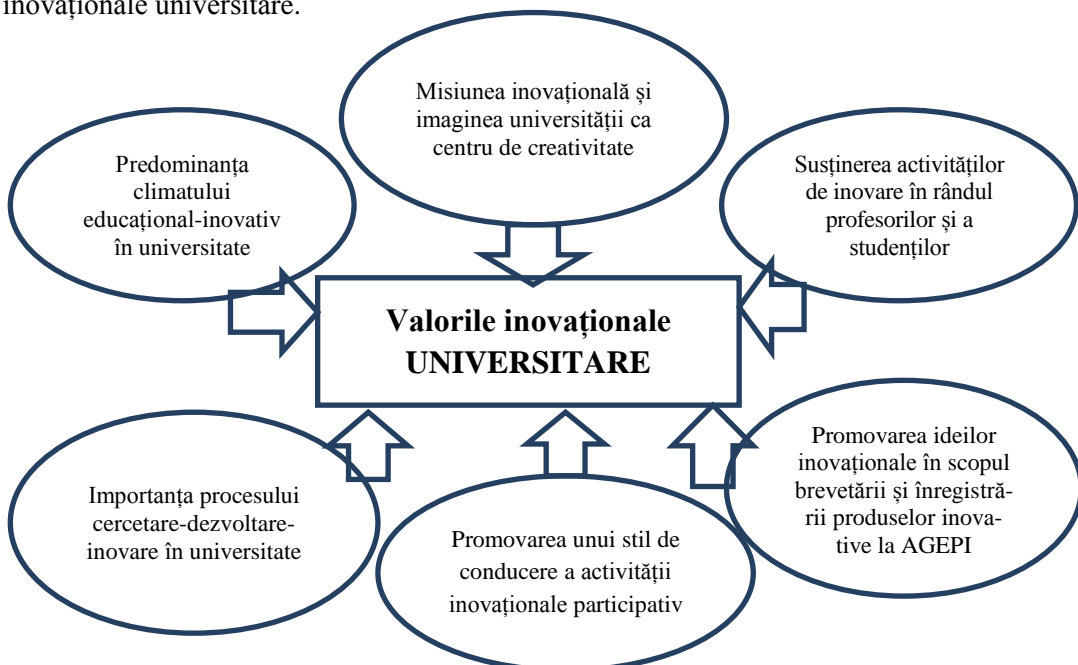 inovaționale universitare.
Misiunea inovațională și
imaginea universității ca
centru de creativitate
Predominanța
climatului
educațional-inovativ
în universitate
Susținerea activităților
de inovare în rândul
profesorilor și a
studenților
Valorile inovaționale
UNIVERSITARE
Importanța procesului
cercetare-dezvoltare-
inovare în universitate
Promovarea unui stil de
conducere a activității
inovaționale participativ
Promovarea ideilor
inovaționale în scopul
brevetării și înregistră-
rii produselor inova-
tive la AGEPI